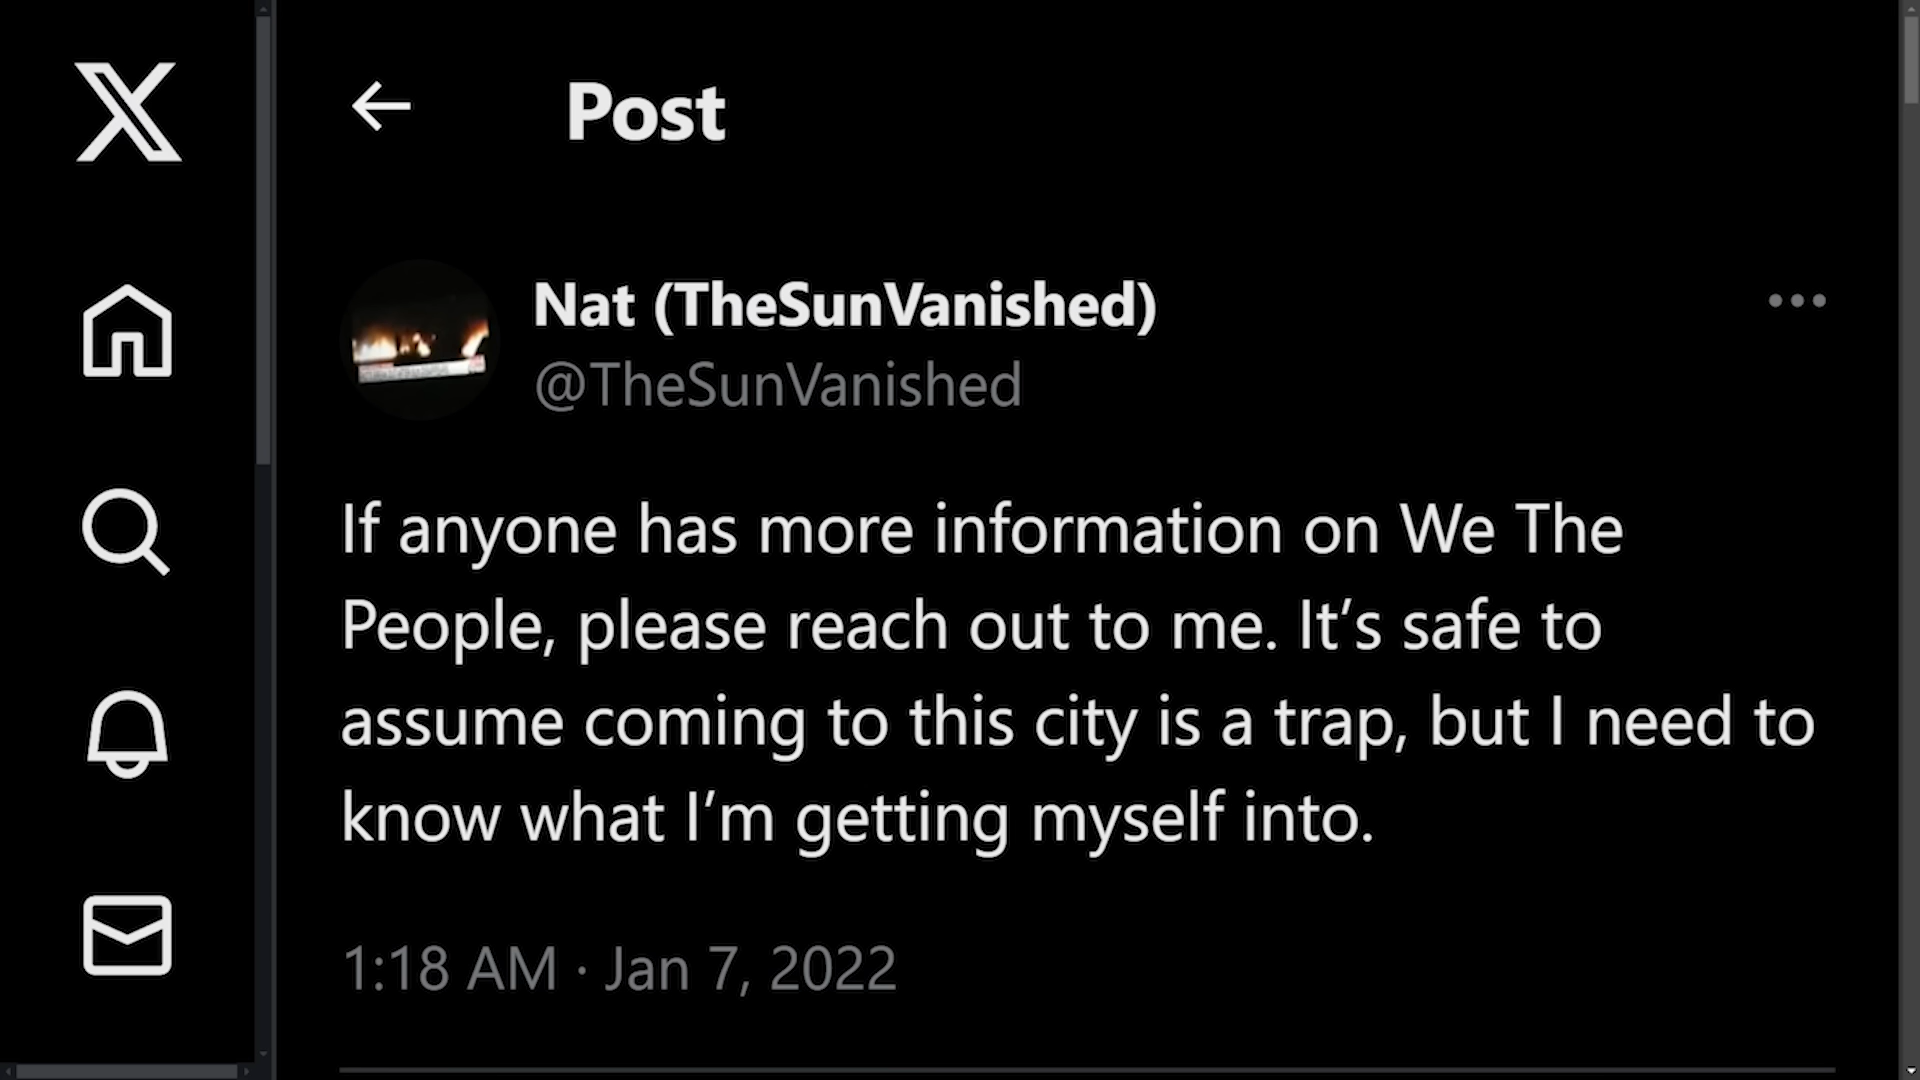 Post
Nat (TheSunVanished)
@TheSunVanished
If anyone has more information on We The
People, please reach out to me. It’s safe to
assume coming to this city is a trap, but I need to
know what I’m getting myself into.
1:18 AM · Jan 7, 2022